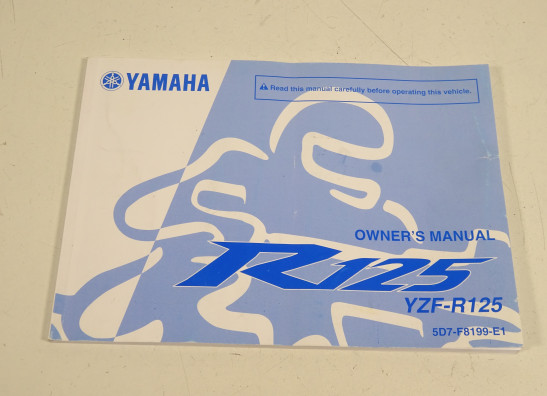 YAMAHA
Read this manual carefully before operating this vehicle.
OWNER'S MANUAL
R125
YZF-R125
5D7-F8199-E1